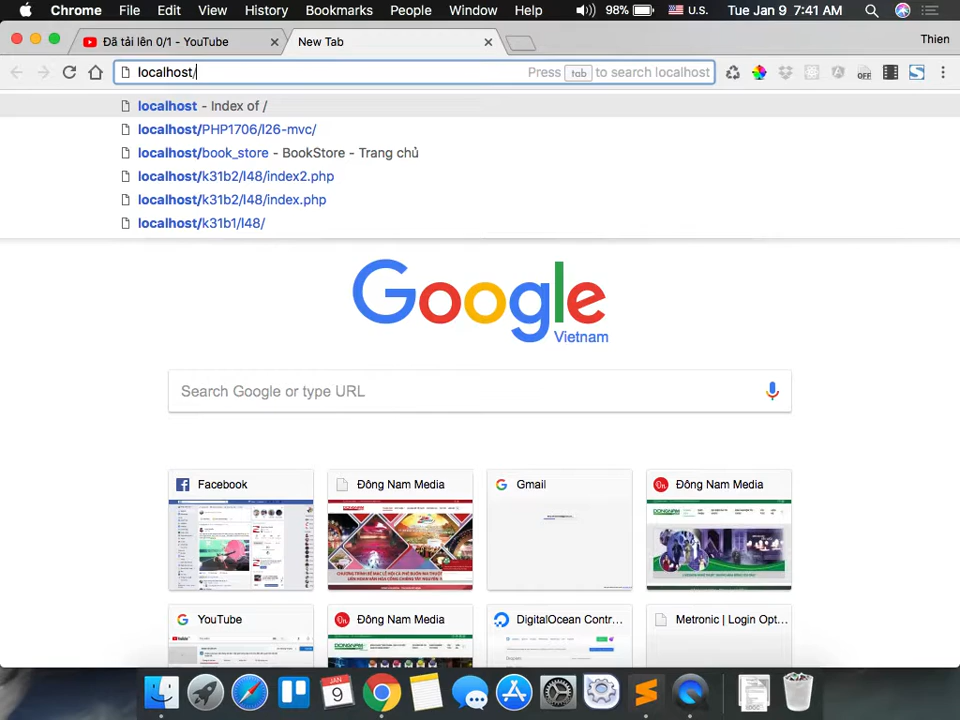 Chrome File Edit View History Bookmarks People Window Help 98% U.S. Tue Jan 9 7:41 AM
Đã tải lên 0/1 - YouTube New Tab Thien
localhost/ Press tab to search localhost
localhost - Index of /
localhost/PHP1706/l26-mvc/
localhost/book_store - BookStore - Trang chủ
localhost/k31b2/l48/index2.php
localhost/k31b2/l48/index.php
localhost/k31b1/l48/
Google
Vietnam
Search Google or type URL
Facebook Đông Nam Media Gmail Đông Nam Media
YouTube Đông Nam Media DigitalOcean Contr... Metronic | Login Opt...
JAN
9